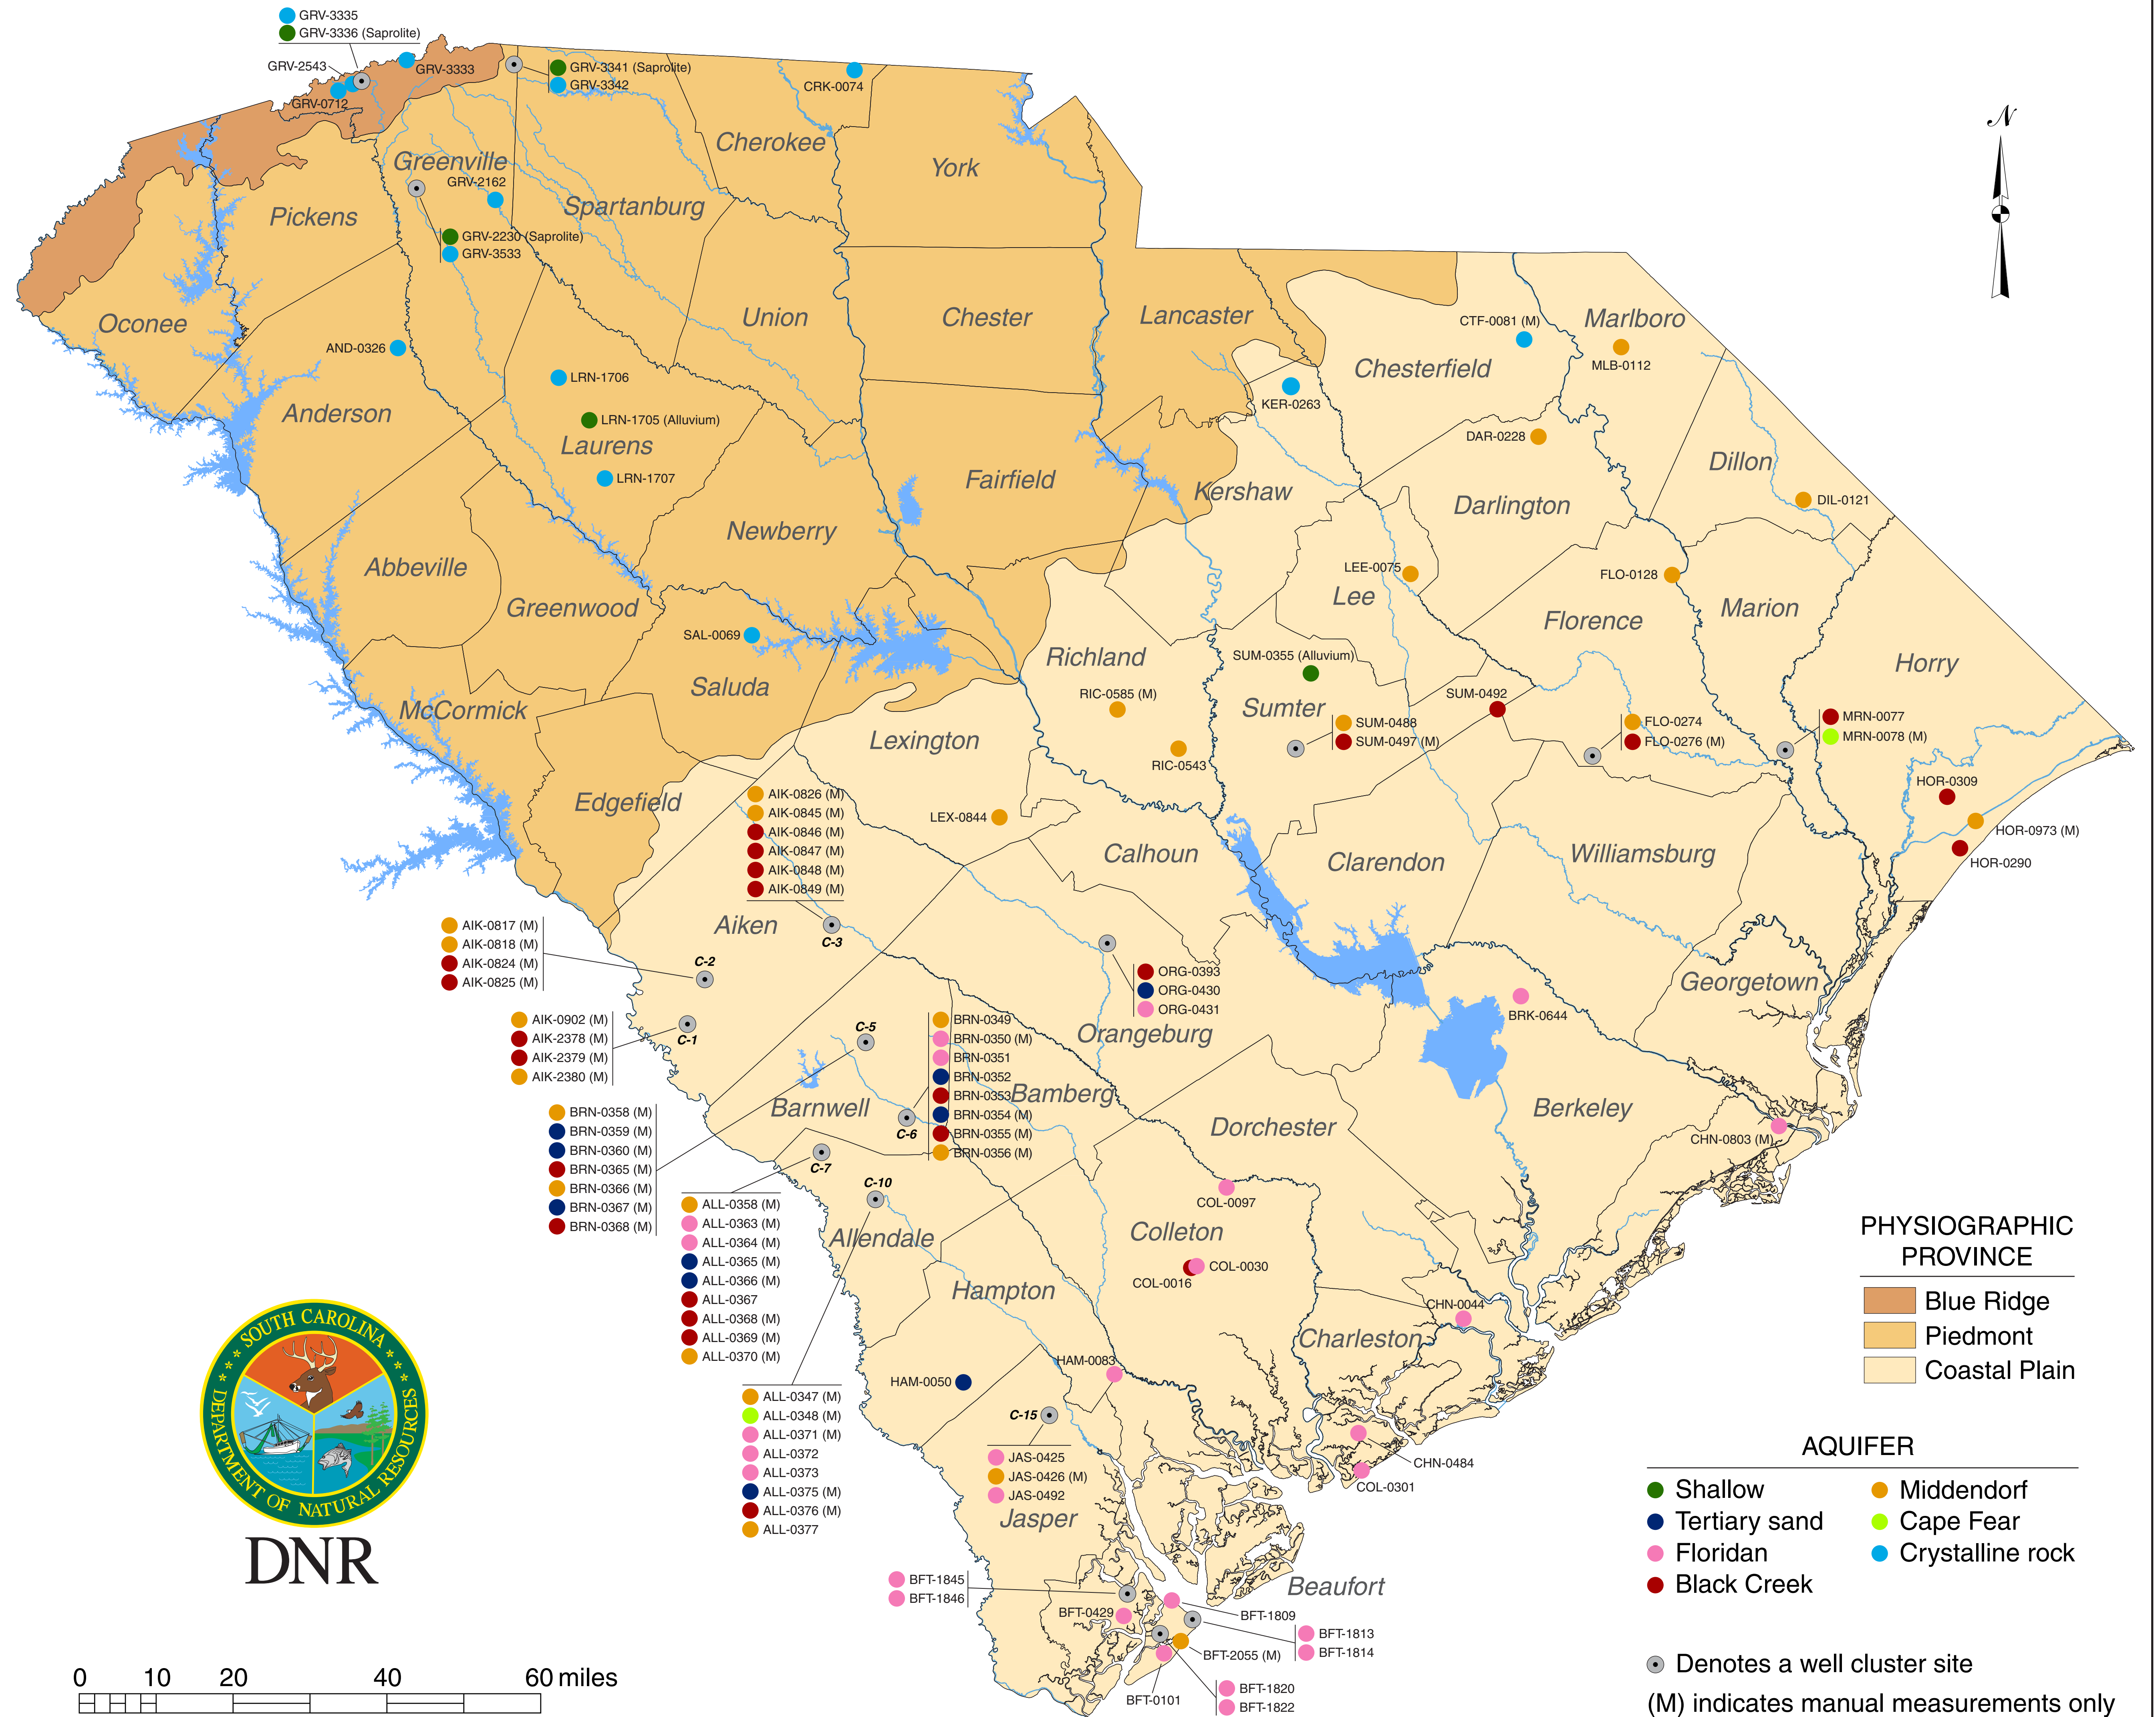 GRV-3335
GRV-3336 (Saprolite)
GRV-2543
GRV-3333
GRV-0712
GRV-3341 (Saprolite)
GRV-3342
CRK-0074
N
Cherokee
York
Greenville
GRV-2162
Spartanburg
Pickens
GRV-2230 (Saprolite)
GRV-3533
Oconee
Union
Chester
Lancaster
CTF-0081 (M)
Marlboro
MLB-0112
AND-0326
Chesterfield
LRN-1706
KER-0263
Anderson
LRN-1705 (Alluvium)
Laurens
DAR-0228
Dillon
LRN-1707
Fairfield
Kershaw
Darlington
DIL-0121
Newberry
Abbeville
LEE-0075
Lee
FLO-0128
Greenwood
Marion
Florence
SAL-0069
Richland
SUM-0355 (Alluvium)
Horry
Saluda
RIC-0585 (M)
SUM-0492
McCormick
Sumter
SUM-0488
SUM-0497 (M)
FLO-0274
FLO-0276 (M)
MRN-0077
MRN-0078 (M)
Lexington
RIC-0543
HOR-0309
Edgefield
AIK-0826 (M)
AIK-0845 (M)
AIK-0846 (M)
AIK-0847 (M)
AIK-0848 (M)
AIK-0849 (M)
LEX-0844
HOR-0973 (M)
HOR-0290
Calhoun
Clarendon
Williamsburg
Aiken
C-3
AIK-0817 (M)
AIK-0818 (M)
AIK-0824 (M)
AIK-0825 (M)
C-2
ORG-0393
ORG-0430
ORG-0431
Georgetown
BRK-0644
AIK-0902 (M)
AIK-2378 (M)
AIK-2379 (M)
AIK-2380 (M)
C-1
C-5
BRN-0349
BRN-0350 (M)
BRN-0351
BRN-0352
BRN-0353
BRN-0354 (M)
BRN-0355 (M)
BRN-0356 (M)
Orangeburg
Bamberg
Barnwell
C-6
Berkeley
Dorchester
BRN-0358 (M)
BRN-0359 (M)
BRN-0360 (M)
BRN-0365 (M)
BRN-0366 (M)
BRN-0367 (M)
BRN-0368 (M)
CHN-0803 (M)
C-7
C-10
COL-0097
ALL-0358 (M)
ALL-0363 (M)
ALL-0364 (M)
ALL-0365 (M)
ALL-0366 (M)
ALL-0367
ALL-0368 (M)
ALL-0369 (M)
ALL-0370 (M)
Allendale
Colleton
COL-0030
COL-0016
Hampton
CHN-0044
Charleston
HAM-0083
HAM-0050
ALL-0347 (M)
ALL-0348 (M)
ALL-0371 (M)
ALL-0372
ALL-0373
ALL-0375 (M)
ALL-0376 (M)
ALL-0377
C-15
JAS-0425
JAS-0426 (M)
JAS-0492
Jasper
CHN-0484
COL-0301
BFT-1845
BFT-1846
Beaufort
BFT-0429
BFT-1809
BFT-1813
BFT-1814
BFT-2055 (M)
BFT-0101
BFT-1820
BFT-1822
PHYSIOGRAPHIC
PROVINCE
Blue Ridge
Piedmont
Coastal Plain
AQUIFER
Shallow
Tertiary sand
Floridan
Black Creek
Middendorf
Cape Fear
Crystalline rock
Denotes a well cluster site
(M) indicates manual measurements only
SOUTH CAROLINA
DEPARTMENT OF NATURAL RESOURCES
DNR
0 10 20 40 60 miles